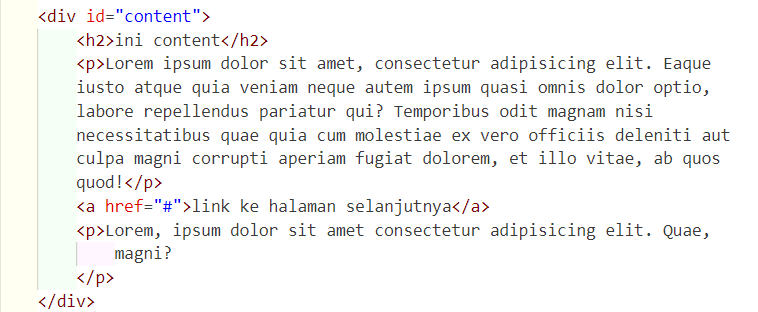 <div id="content">
<h2>ini content</h2>
<p>Lorem ipsum dolor sit amet, consectetur adipisicing elit. Eaque
iusto atque quia veniam neque autem ipsum quasi omnis dolor optio,
labore repellendus pariatur qui? Temporibus odit magnam nisi
necessitatibus quae quia cum molestiae ex vero officiis deleniti aut
culpa magni corrupti aperiam fugiat dolorem, et illo vitae, ab quos
quod!</p>
<a href="#">link ke halaman selanjutnya</a>
<p>Lorem, ipsum dolor sit amet consectetur adipisicing elit. Quae,
magni?
</p>
</div>